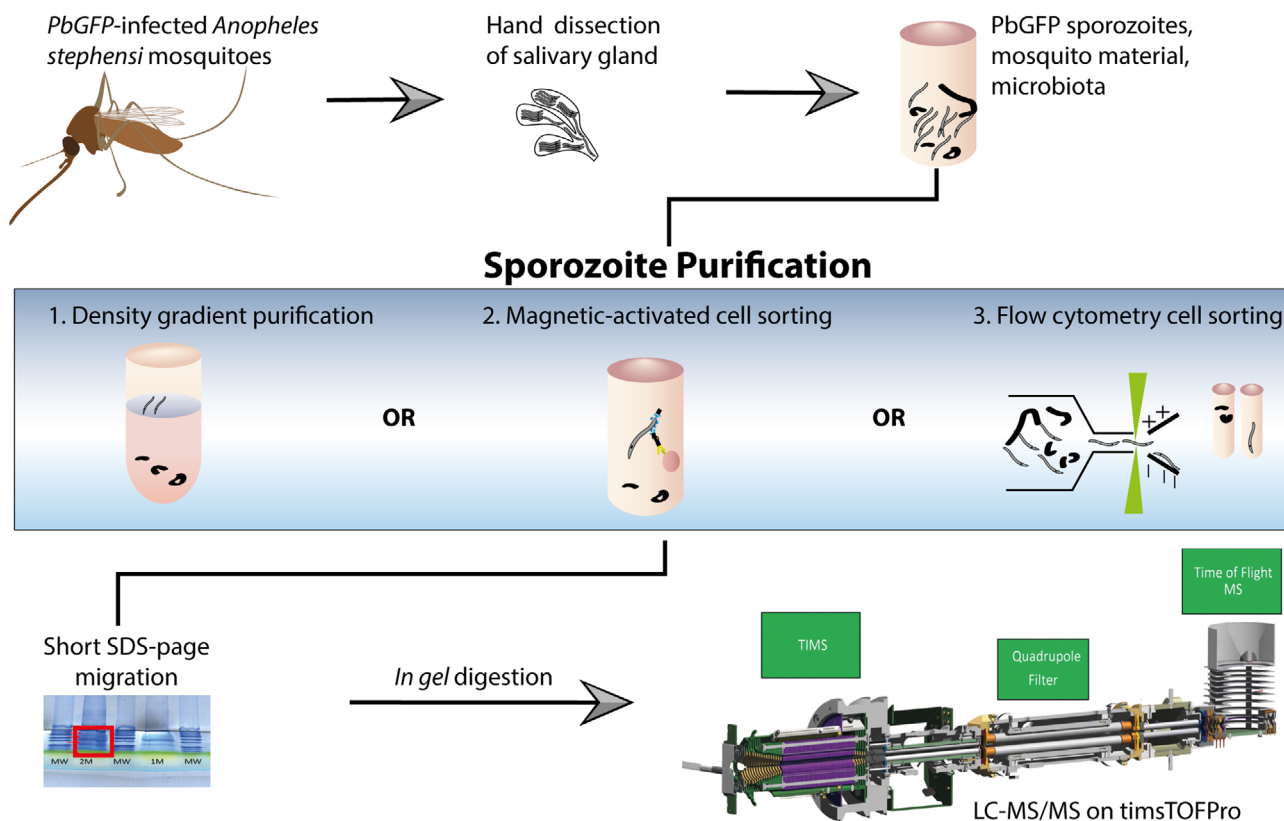 PbGFP-infected Anopheles
stephensi mosquitoes
Hand dissection
of salivary gland
PbGFP sporozoites,
mosquito material,
microbiota
Sporozoite Purification
1. Density gradient purification
2. Magnetic-activated cell sorting
3. Flow cytometry cell sorting
OR
OR
Short SDS-page
migration
MW 2M MW 1M MW
In gel digestion
TIMS
Quadrupole
Filter
Time of Flight
MS
LC-MS/MS on timsTOFPro